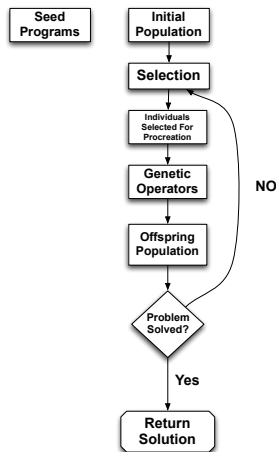 Seed
Programs
Initial
Population
Selection
Individuals
Selected For
Procreation
Genetic
Operators
NO
Offspring
Population
Problem
Solved?
Yes
Return
Solution